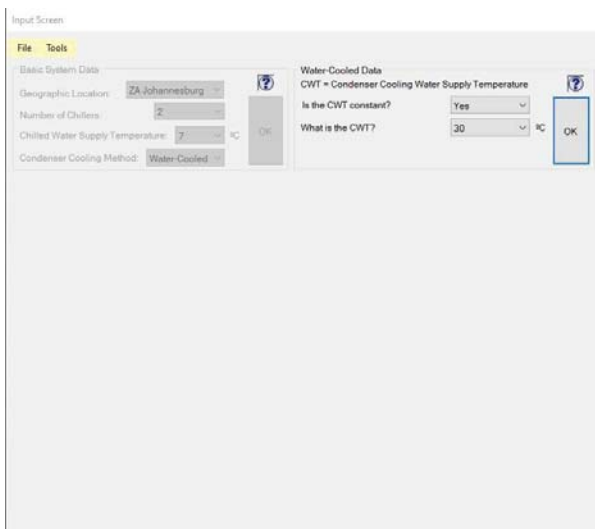 Input Screen
File Tools
Basic System Data
Geographic Location: ZA Johannesburg
Number of Chillers: 2
Chilled Water Supply Temperature: 7 ºC
Condenser Cooling Method: Water-Cooled
OK
Water-Cooled Data
CWT = Condenser Cooling Water Supply Temperature
Is the CWT constant? Yes
What is the CWT? 30 ºC
OK